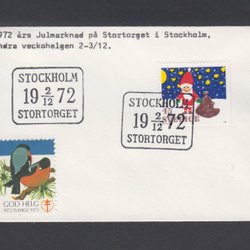 1972 års Julmarknad på Stortorget i Stockholm,
ndra veckohelgen 2-3/12.
STOCKHOLM
19 2/12 72
STORTORGET
STOCKHOLM
19 2/12 72
STORTORGET
SVERIGE
GOD HELG